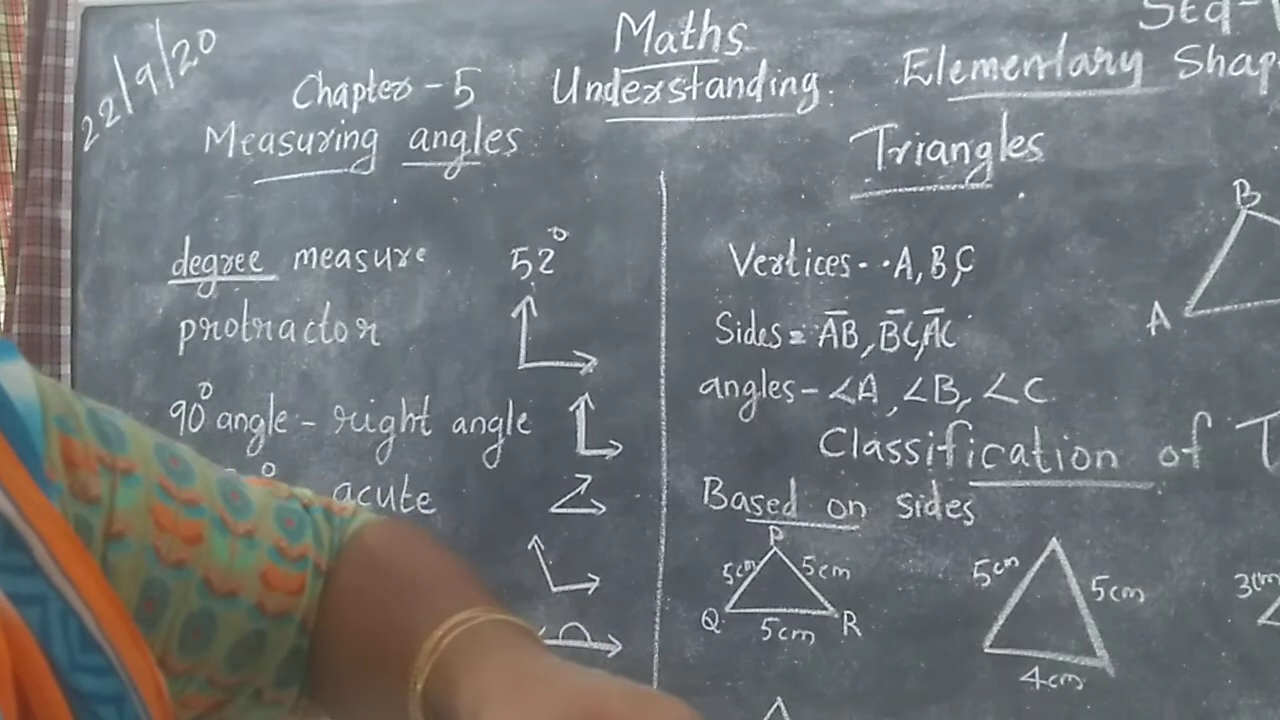 22/9/20
Maths
Std-
Chapter - 5
Understanding
Elementary Shap
Measuring angles
degree measure 52°
protractor
90° angle - right angle
acute
Triangles
B
A
Vertices - A, B, C
Sides = AB, BC, AC
angles - ∠A, ∠B, ∠C
Classification of T
Based on sides
P
5cm 5cm
Q 5cm R
5cm 5cm
4cm
3cm